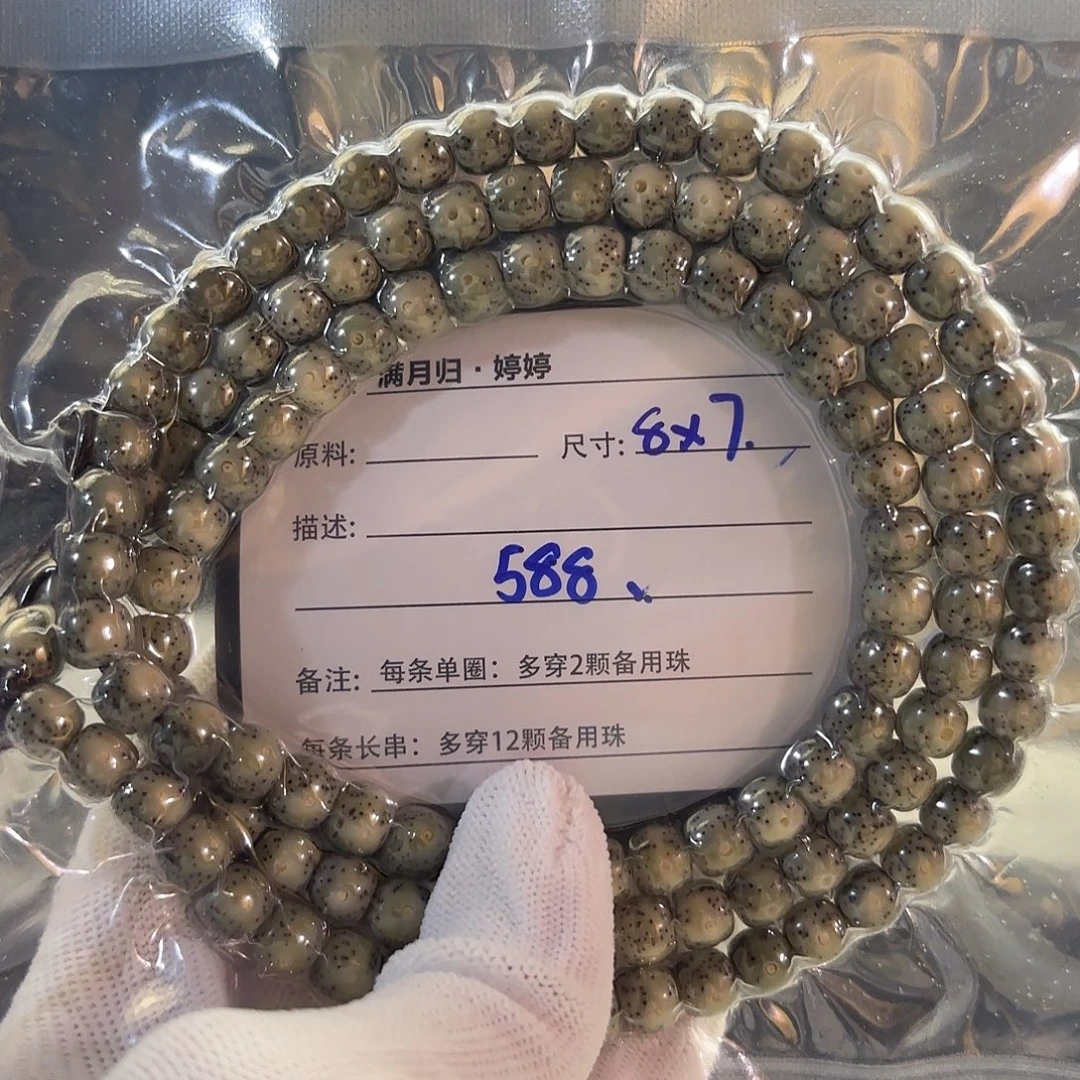 满月归·婷婷
原料: 尺寸: 8x7.
描述:
588
备注: 每条单圈：多穿2颗备用珠
每条长串：多穿12颗备用珠